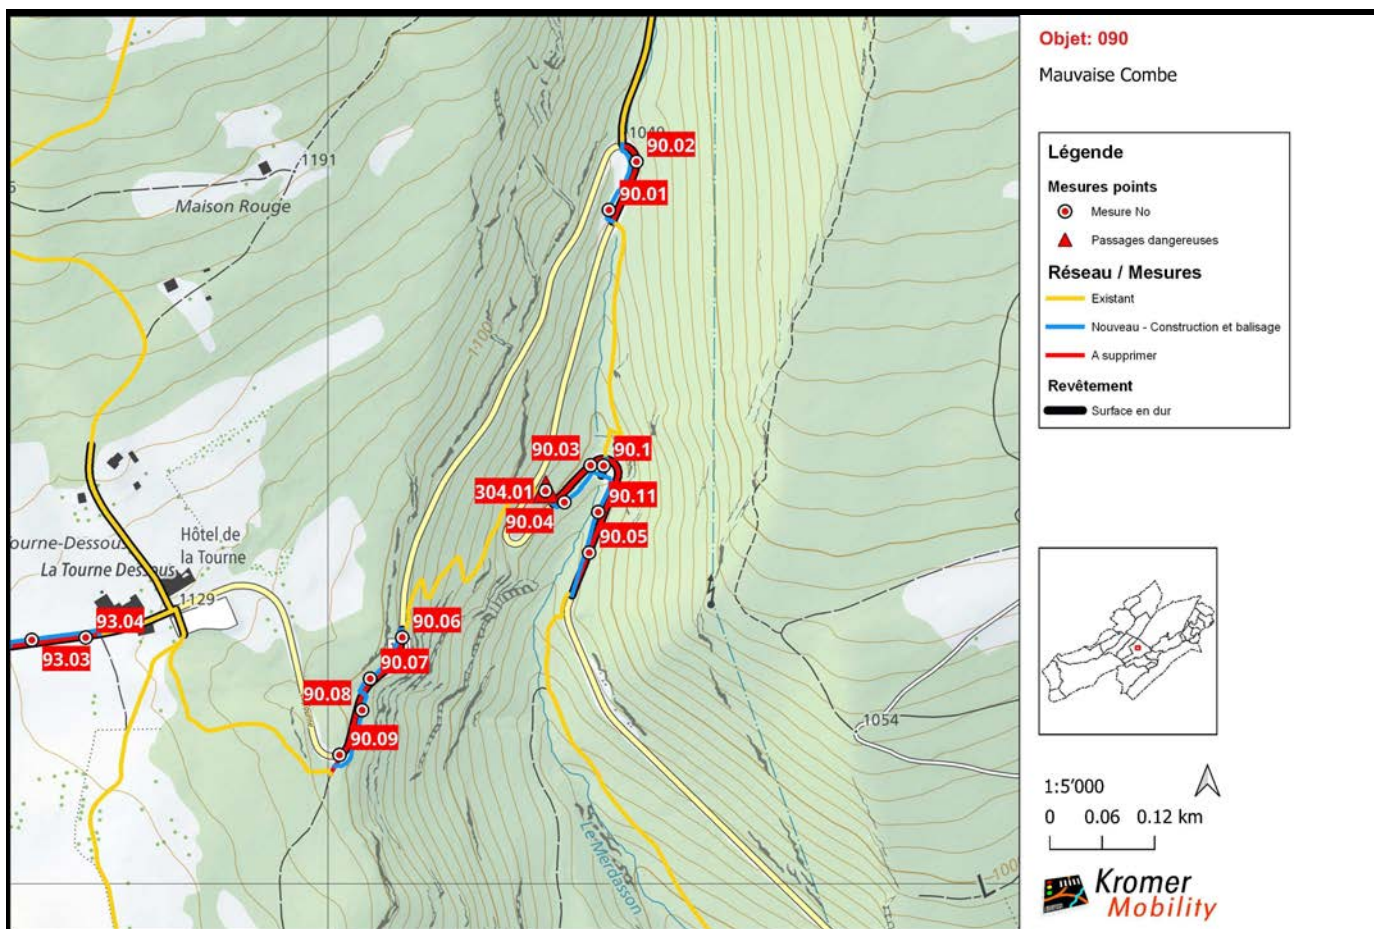 Objet: 090
Mauvaise Combe
Légende
Mesures points
Mesure No
Passages dangereuses
Réseau / Mesures
Existant
Nouveau - Construction et balisage
A supprimer
Revêtement
Surface en dur
1:5'000
0 0.06 0.12 km
Kromer
Mobility
1049
90.02
1191
90.01
Maison Rouge
1100
90.03
90.1
304.01
90.11
90.04
90.05
Hôtel de
la Tourne
ourne-Dessous
La Tourne Dessous
1129
93.04
93.03
90.06
90.07
90.08
90.09
1054
Le Merdasson
1000
L